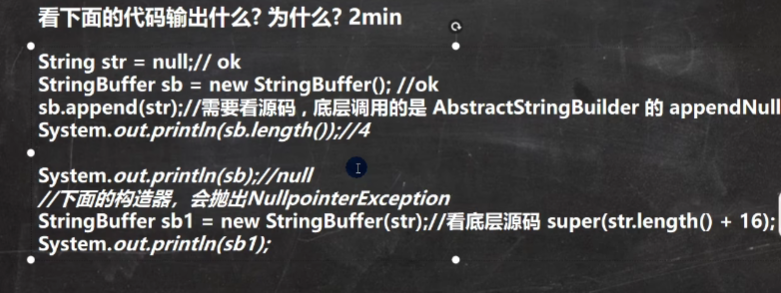 看下面的代码输出什么? 为什么? 2min
String str = null;// ok
StringBuffer sb = new StringBuffer(); //ok
sb.append(str);//需要看源码，底层调用的是 AbstractStringBuilder 的 appendNull
System.out.println(sb.length());//4
System.out.println(sb);//null
//下面的构造器，会抛出NullpointerException
StringBuffer sb1 = new StringBuffer(str);//看底层源码 super(str.length() + 16);
System.out.println(sb1);